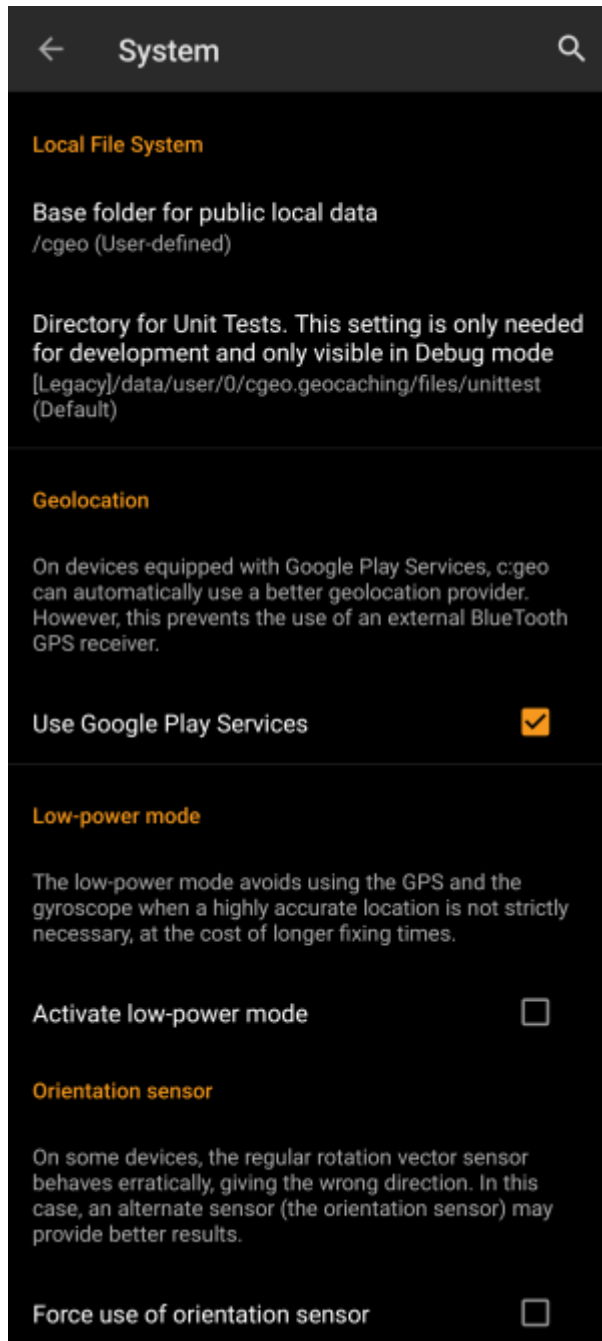 System
Local File System
Base folder for public local data
/cgeo (User-defined)
Directory for Unit Tests. This setting is only needed
for development and only visible in Debug mode
[Legacy]/data/user/0/cgeo.geocaching/files/unittest
(Default)
Geolocation
On devices equipped with Google Play Services, c:geo
can automatically use a better geolocation provider.
However, this prevents the use of an external BlueTooth
GPS receiver.
Use Google Play Services
Low-power mode
The low-power mode avoids using the GPS and the
gyroscope when a highly accurate location is not strictly
necessary, at the cost of longer fixing times.
Activate low-power mode
Orientation sensor
On some devices, the regular rotation vector sensor
behaves erratically, giving the wrong direction. In this
case, an alternate sensor (the orientation sensor) may
provide better results.
Force use of orientation sensor